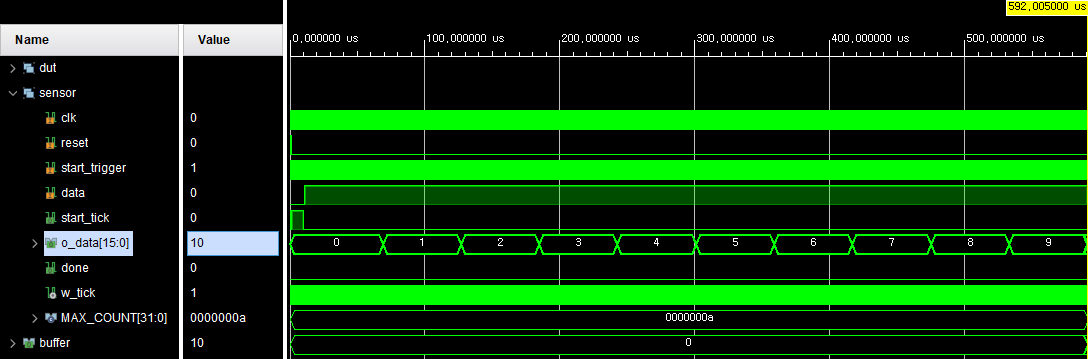 592,005000 us
Name Value
0,000000 us 100,000000 us 200,000000 us 300,000000 us 400,000000 us 500,000000 us
dut
sensor
clk 0
reset 0
start_trigger 1
data 0
start_tick 0
o_data[15:0] 10 0 1 2 3 4 5 6 7 8 9
done 0
w_tick 1
MAX_COUNT[31:0] 0000000a 0000000a
buffer 10 0